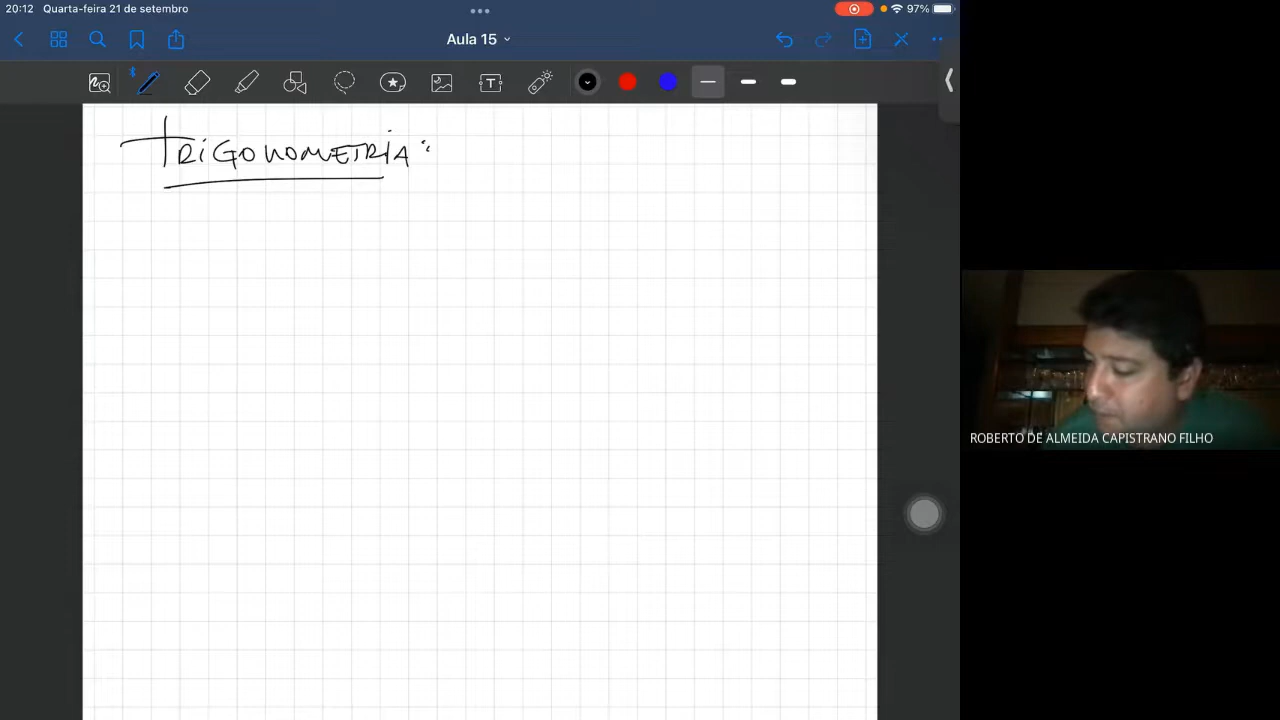 20:12 Quarta-feira 21 de setembro
97%
Aula 15
TRiGONOMETRiA:
ROBERTO DE ALMEIDA CAPISTRANO FILHO